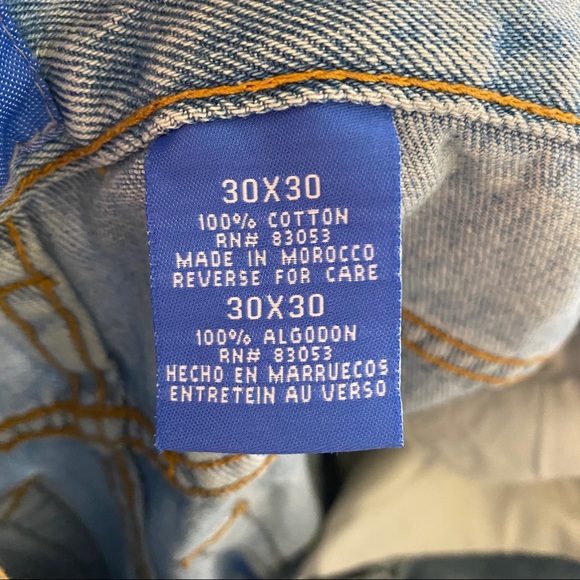 30X30
100% COTTON
RN# 83053
MADE IN MOROCCO
REVERSE FOR CARE
30X30
100% ALGODON
RN# 83053
HECHO EN MARRUECOS
ENTRETEIN AU VERSO